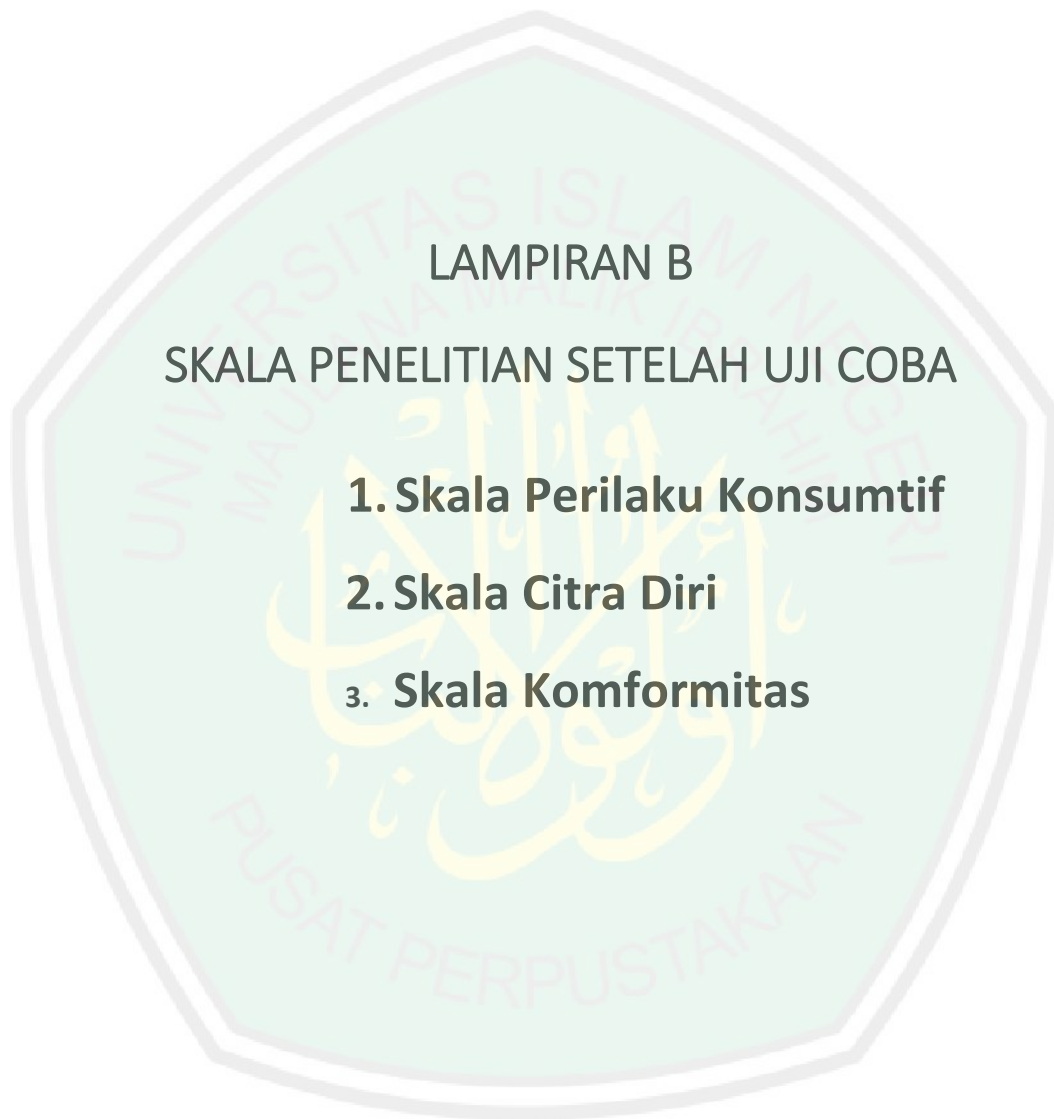 UNIVERSITAS ISLAM NEGERI
MAULANA MALIK IBRAHIM
LAMPIRAN B
SKALA PENELITIAN SETELAH UJI COBA
1. Skala Perilaku Konsumtif
2. Skala Citra Diri
3. Skala Komformitas
PUSAT PERPUSTAKAAN